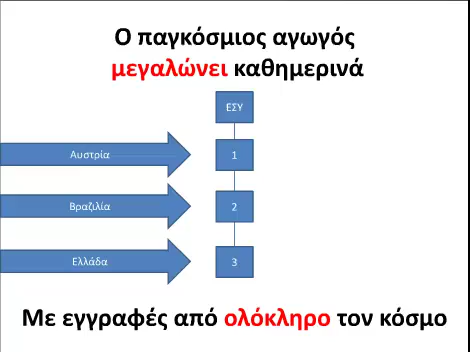 Ο παγκόσμιος αγωγός
μεγαλώνει καθημερινά
ΕΣΥ
Αυστρία
1
Βραζιλία
2
Ελλάδα
3
Με εγγραφές από ολόκληρο τον κόσμο